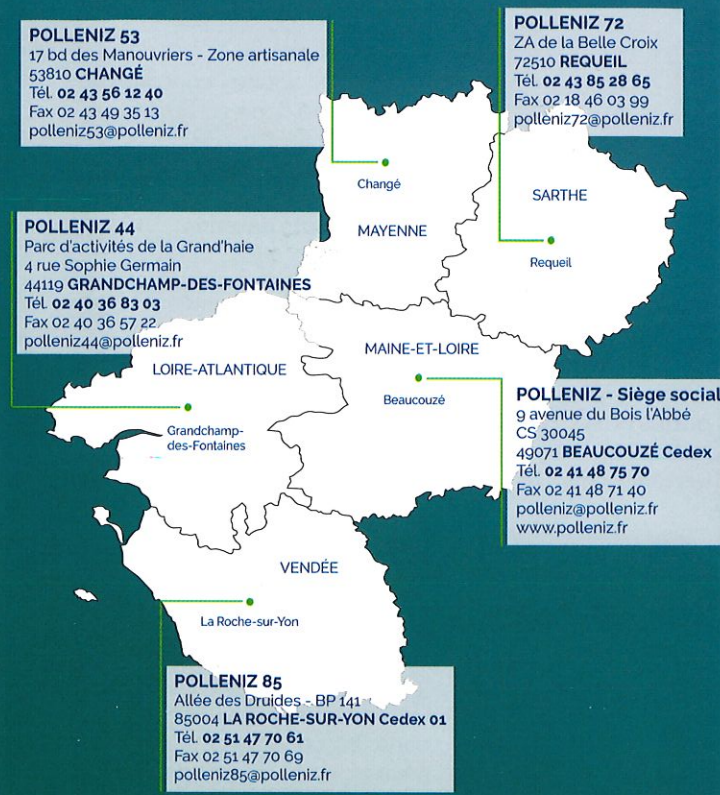 POLLENIZ 53
17 bd des Manouvriers - Zone artisanale
53810 CHANGÉ
Tél. 02 43 56 12 40
Fax 02 43 49 35 13
polleniz53@polleniz.fr
POLLENIZ 72
ZA de la Belle Croix
72510 REQUEIL
Tél. 02 43 85 28 65
Fax 02 18 46 03 99
polleniz72@polleniz.fr
Changé
MAYENNE
SARTHE
Requeil
POLLENIZ 44
Parc d'activités de la Grand'haie
4 rue Sophie Germain
44119 GRANDCHAMP-DES-FONTAINES
Tél. 02 40 36 83 03
Fax 02 40 36 57 22
polleniz44@polleniz.fr
LOIRE-ATLANTIQUE
Grandchamp-
des-Fontaines
MAINE-ET-LOIRE
Beaucouzé
POLLENIZ - Siège social
9 avenue du Bois l'Abbé
CS 30045
49071 BEAUCOUZÉ Cedex
Tél. 02 41 48 75 70
Fax 02 41 48 71 40
polleniz@polleniz.fr
www.polleniz.fr
VENDÉE
La Roche-sur-Yon
POLLENIZ 85
Allée des Druides - BP 141
85004 LA ROCHE-SUR-YON Cedex 01
Tél. 02 51 47 70 61
Fax 02 51 47 70 69
polleniz85@polleniz.fr